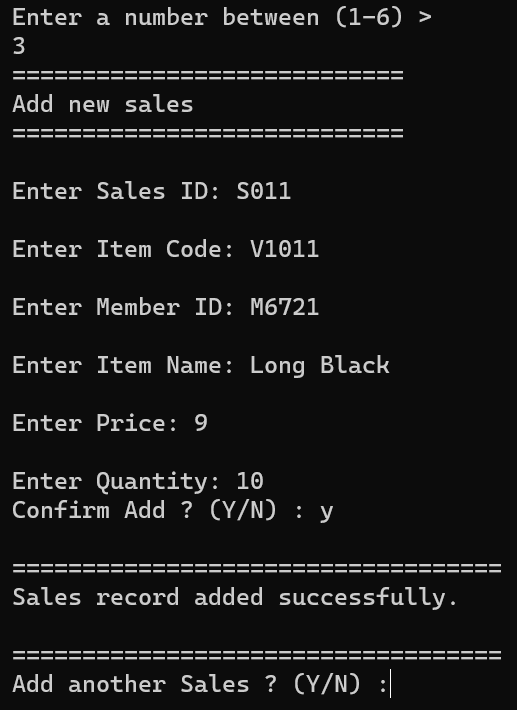 Enter a number between (1-6) >
3
============================
Add new sales
============================
Enter Sales ID: S011
Enter Item Code: V1011
Enter Member ID: M6721
Enter Item Name: Long Black
Enter Price: 9
Enter Quantity: 10
Confirm Add ? (Y/N) : y
===================================
Sales record added successfully.
===================================
Add another Sales ? (Y/N) :